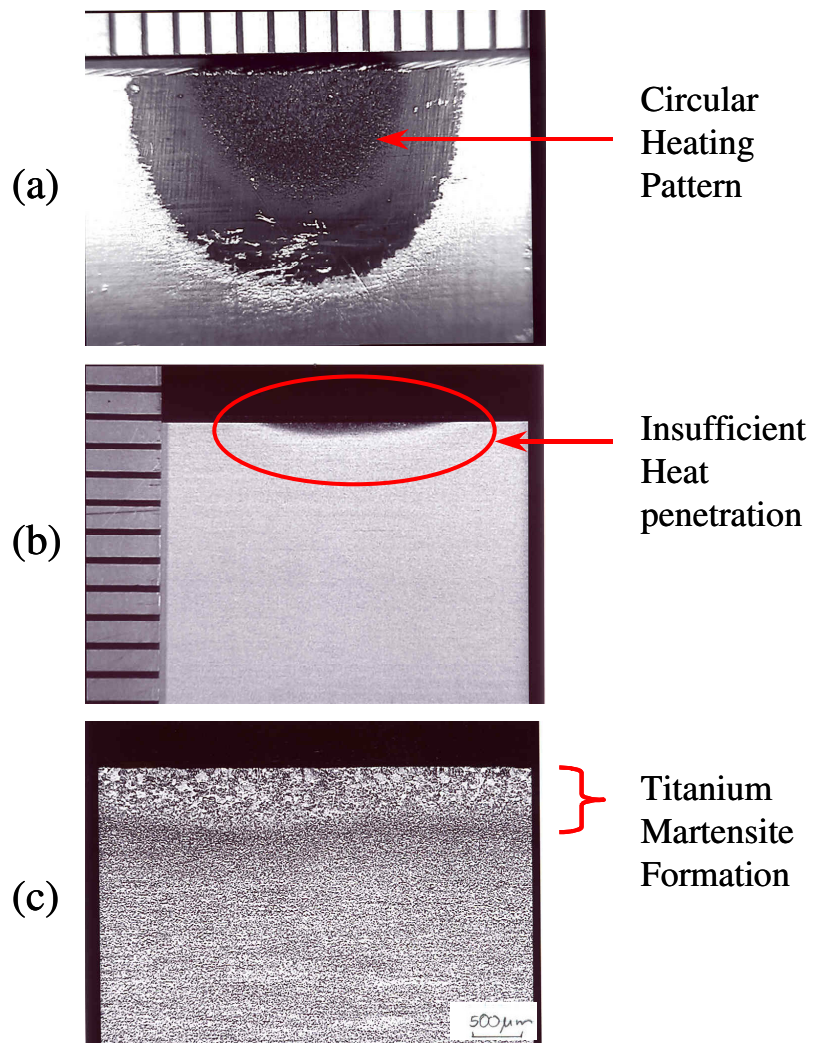 (a)
Circular
Heating
Pattern
(b)
Insufficient
Heat
penetration
(c)
Titanium
Martensite
Formation
500μm